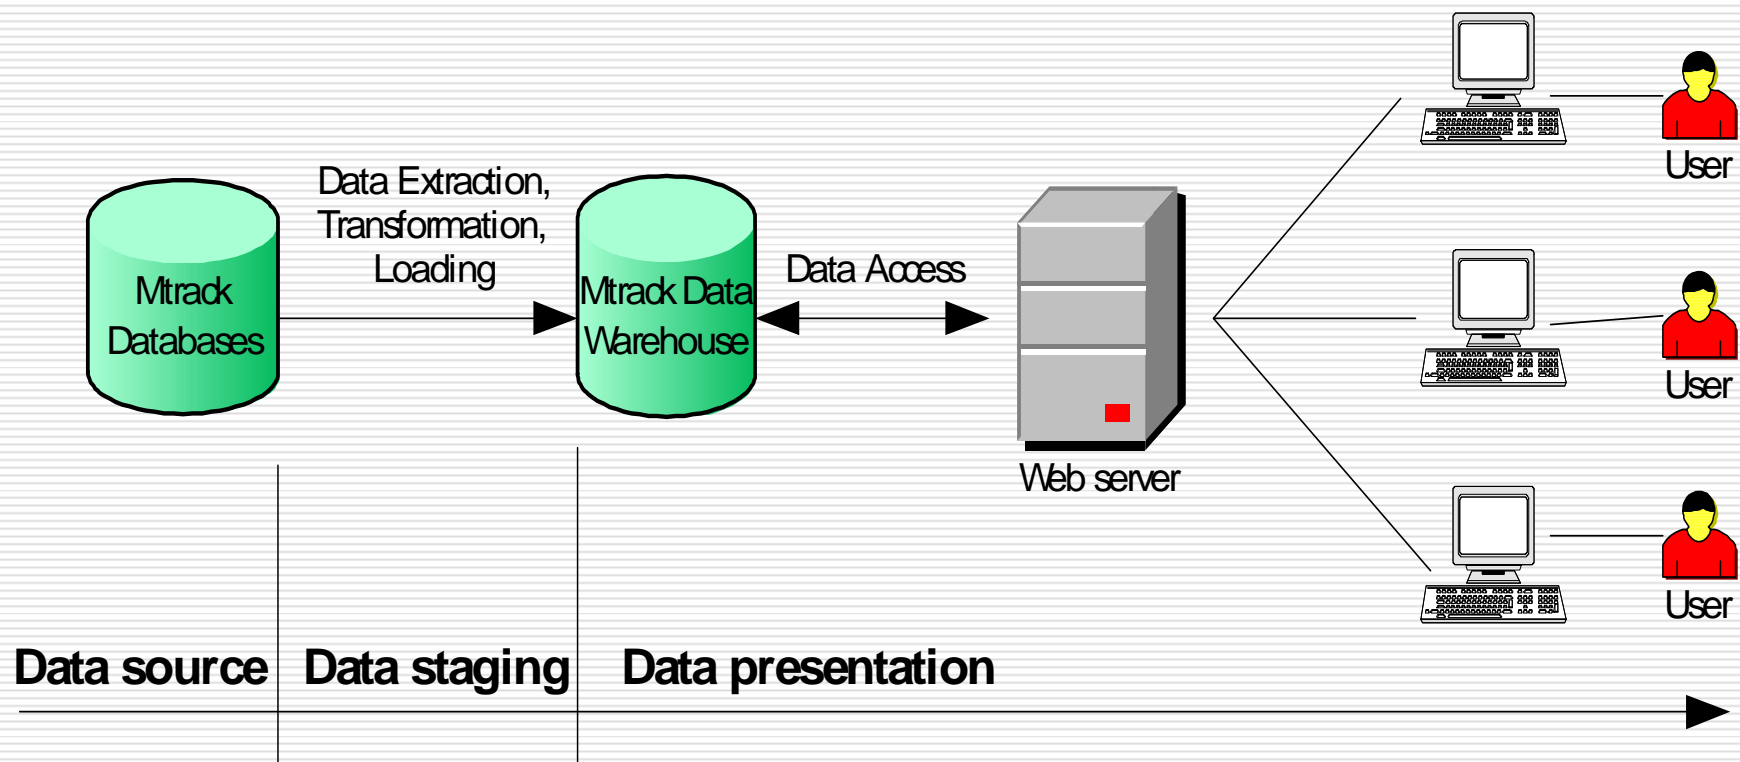 User
Data Extraction,
Transformation,
Loading
Mtrack
Databases
Mtrack Data
Warehouse
Data Access
User
Web server
User
Data source
Data staging
Data presentation